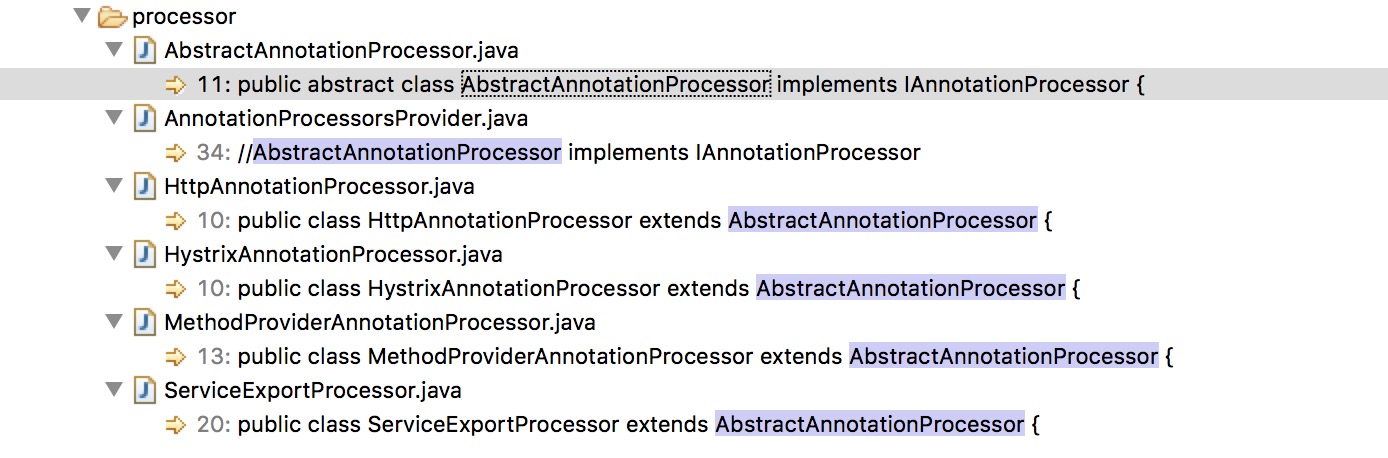 processor
AbstractAnnotationProcessor.java
11: public abstract class AbstractAnnotationProcessor implements IAnnotationProcessor {
AnnotationProcessorsProvider.java
34: //AbstractAnnotationProcessor implements IAnnotationProcessor
HttpAnnotationProcessor.java
10: public class HttpAnnotationProcessor extends AbstractAnnotationProcessor {
HystrixAnnotationProcessor.java
10: public class HystrixAnnotationProcessor extends AbstractAnnotationProcessor {
MethodProviderAnnotationProcessor.java
13: public class MethodProviderAnnotationProcessor extends AbstractAnnotationProcessor {
ServiceExportProcessor.java
20: public class ServiceExportProcessor extends AbstractAnnotationProcessor {